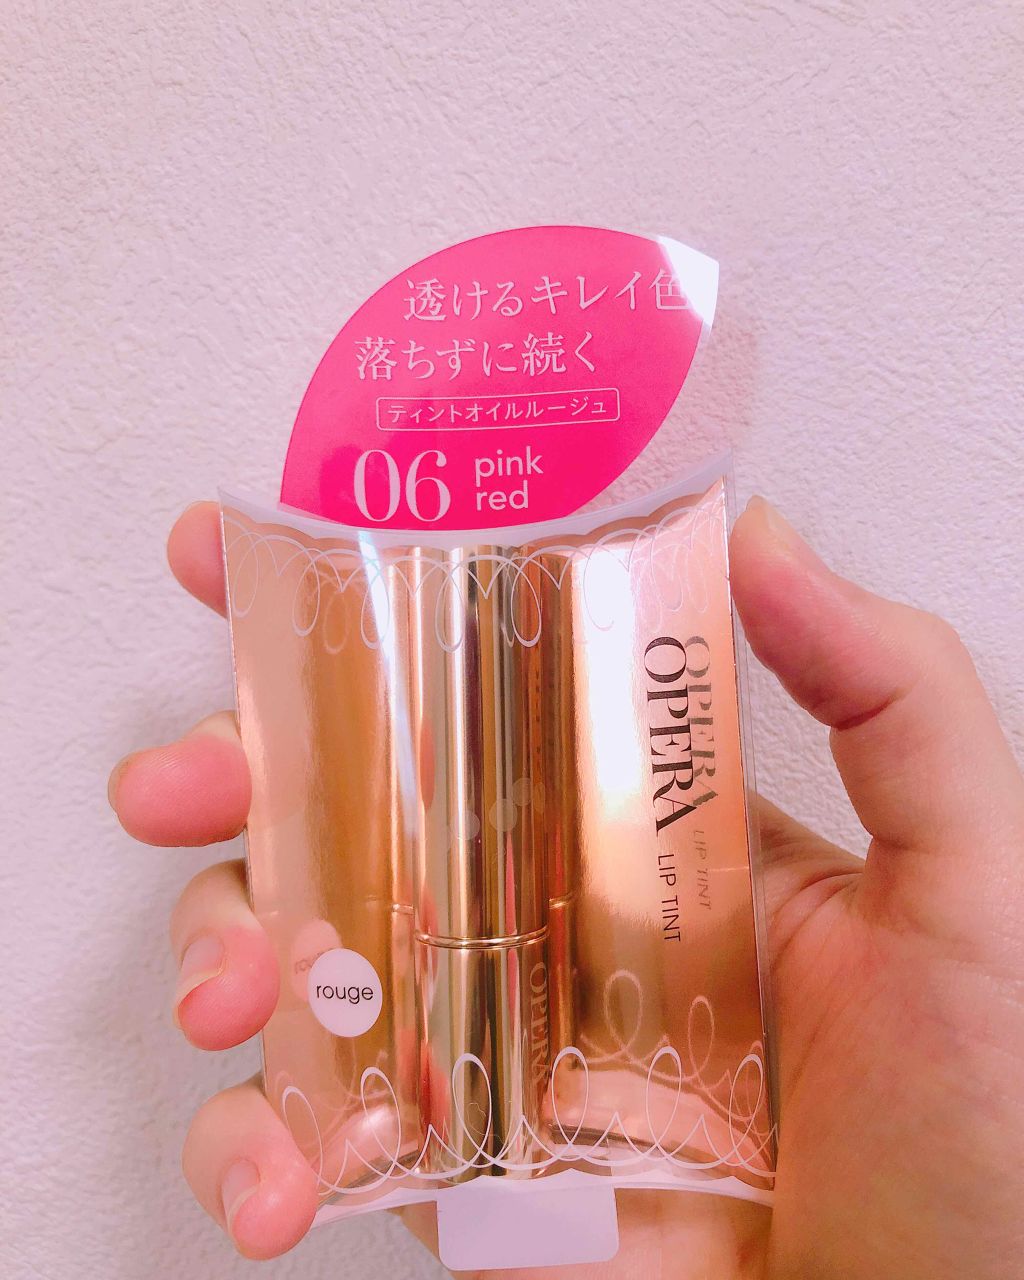 透けるキレイ色
落ちずに続く
ティントオイルルージュ
06 pink
red
OPERA LIP TINT
OPERA LIP TINT
rouge
OPERA